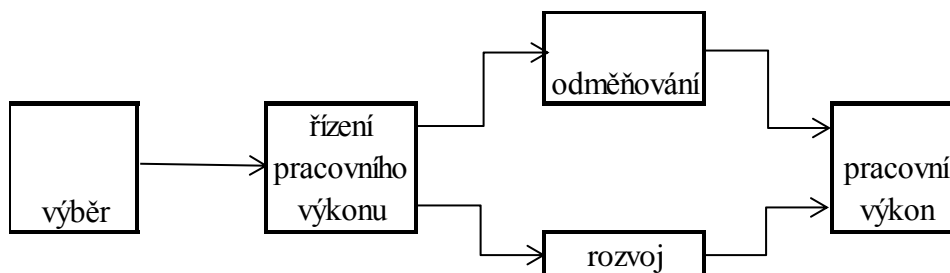 výběr
řízení
pracovního
výkonu
odměňování
rozvoj
pracovní
výkon